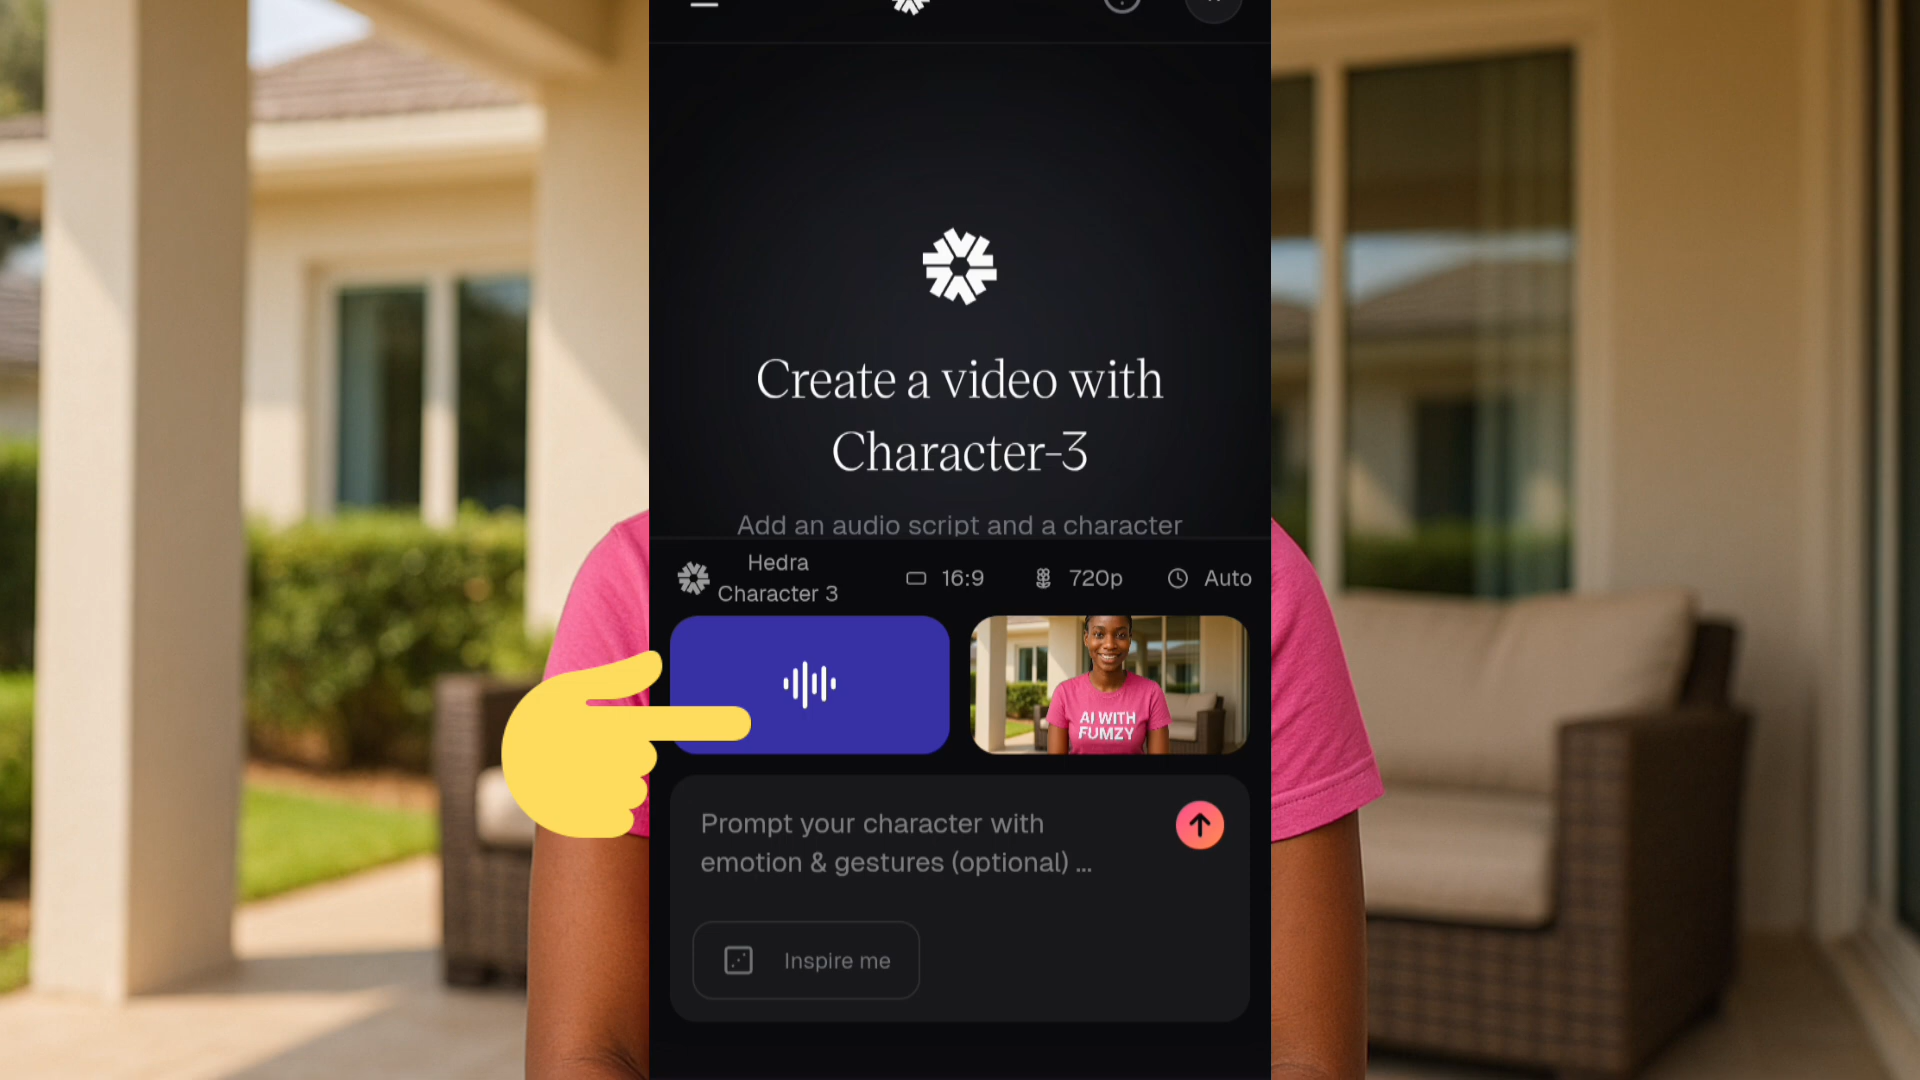 Create a video with
Character-3
Add an audio script and a character
Hedra
Character 3
16:9
720p
Auto
AI WITH
FUMZY
Prompt your character with
emotion & gestures (optional) ...
Inspire me